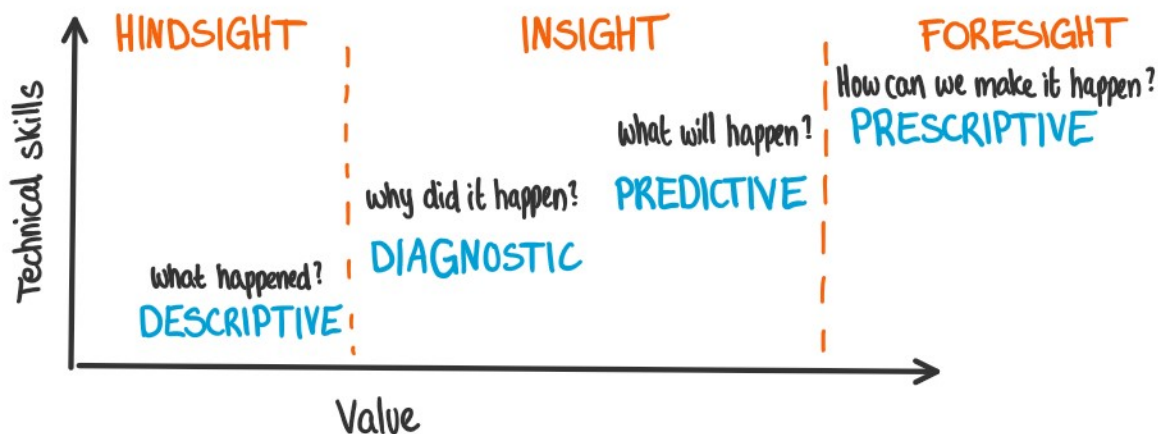 HINDSIGHT
INSIGHT
FORESIGHT
How can we make it happen?
PRESCRIPTIVE
what will happen?
PREDICTIVE
why did it happen?
DIAGNOSTIC
what happened?
DESCRIPTIVE
Technical skills
Value